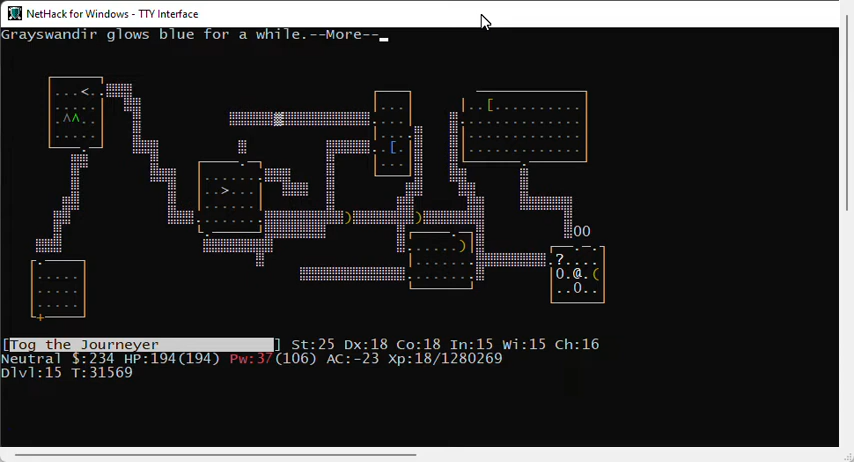 NetHack for Windows - TTY Interface
Grayswandir glows blue for a while.--More--
[Tog the Journeyer] St:25 Dx:18 Co:18 In:15 Wi:15 Ch:16
Neutral $:234 HP:194(194) Pw:37(106) AC:-23 Xp:18/1280269
Dlvl:15 T:31569